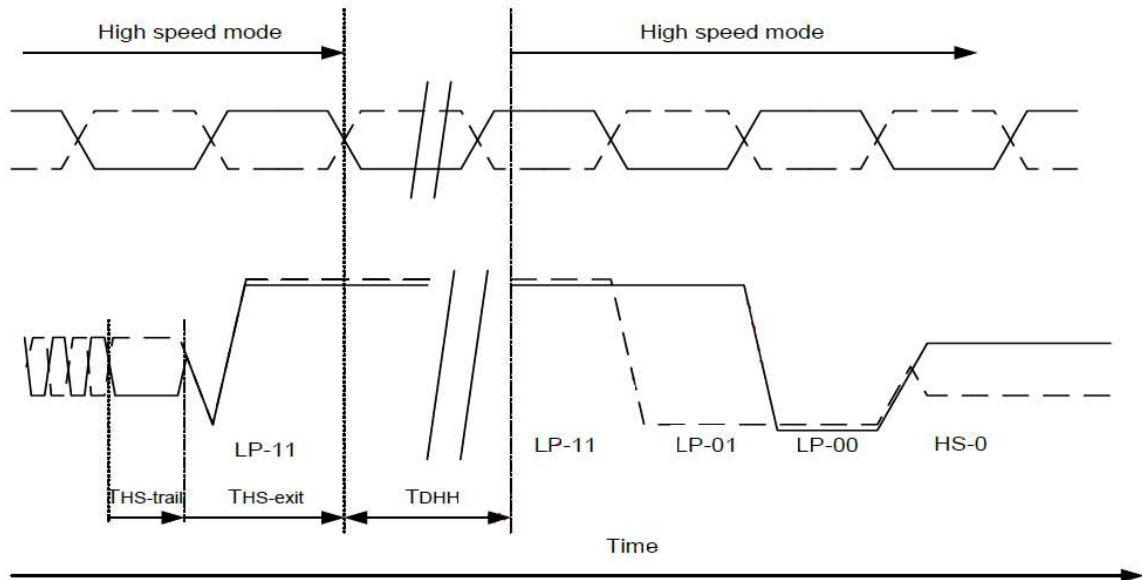 High speed mode
High speed mode
LP-11
LP-11
LP-01
LP-00
HS-0
THS-trail
THS-exit
TDHH
Time